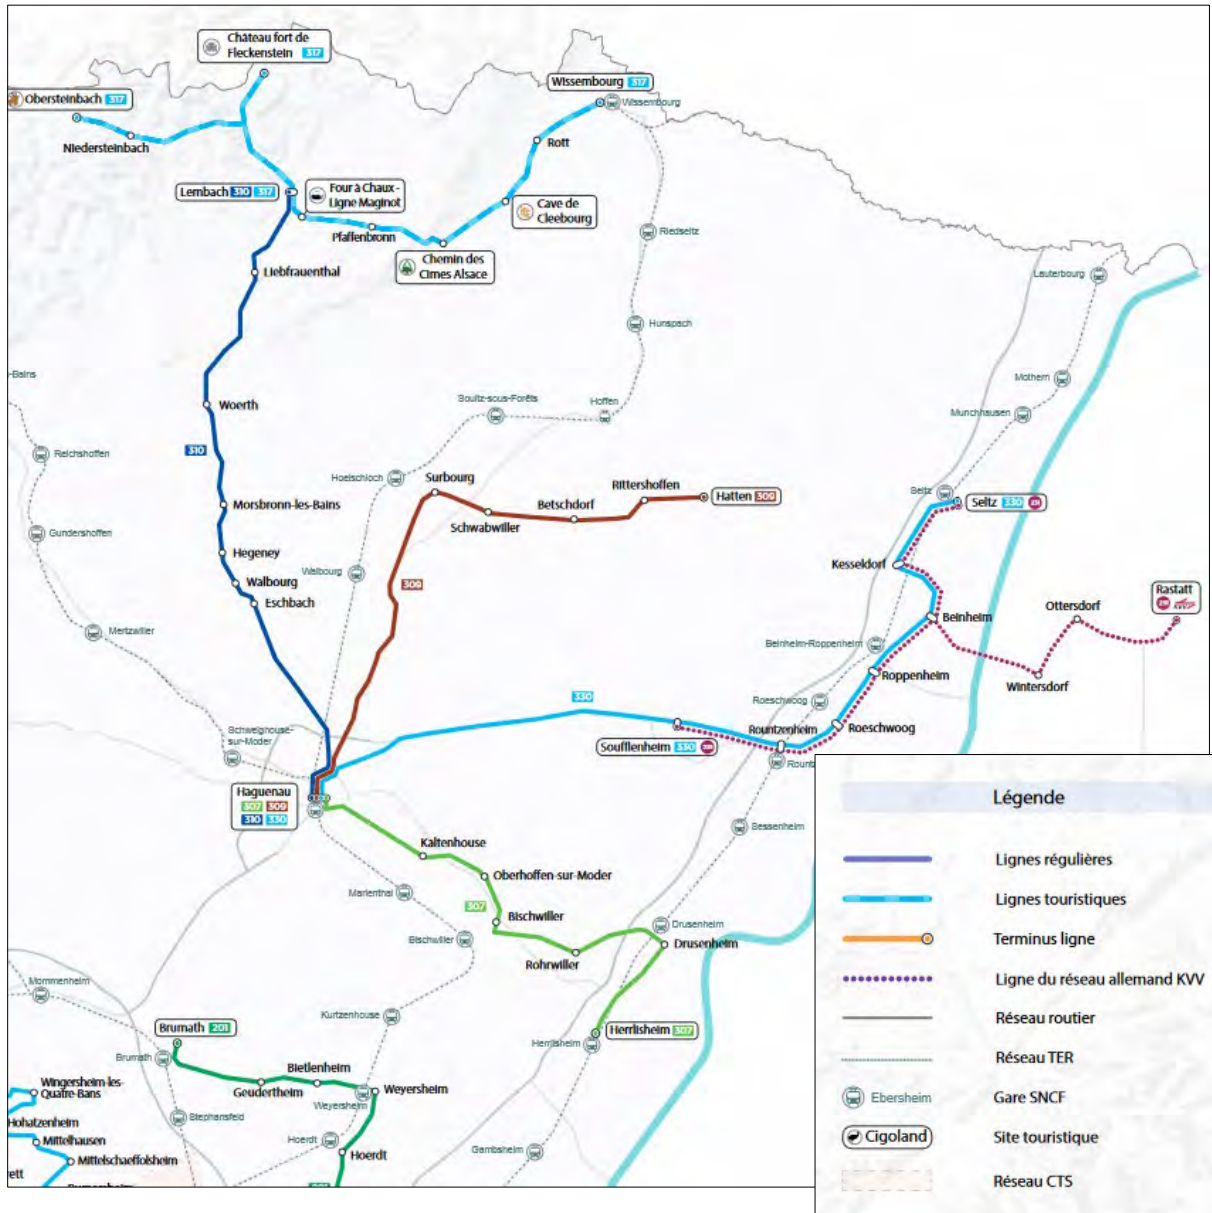 Château fort de
Fleckenstein 317
Obersteinbach 317
Niedersteinbach
Wissembourg 317
Wissembourg
Rott
Lembach 310 317
Four à Chaux -
Ligne Maginot
Cave de
Cleebourg
Pfaffenbronn
Chemin des
Cimes Alsace
Riedseltz
Liebfrauenthal
Lauterbourg
Hunspach
-Bains
Mothern
Woerth
Soultz-sous-Forêts
Hoffen
Munchhausen
310
Reichshoffen
Hoelschloch
Surbourg
Rittershoffen
Hatten 309
Betschdorf
Schwabwiller
Seltz
Seltz 330 231
Morsbronn-les-Bains
Gundershoffen
Hegeney
Walbourg
Walbourg
Eschbach
309
Kesseldorf
Rastatt
KVV
Ottersdorf
Beinheim
Mertzwiller
Beinheim-Roppenheim
Roppenheim
Wintersdorf
330
Roeschwoog
Schweighouse-
sur-Moder
Rountzenheim
Roeschwoog
Soufflenheim 330
Rount
Haguenau
307 309
310 330
Kaltenhouse
Bessenheim
Oberhoffen-sur-Moder
Marienthal
307
Bischwiller
Bischwiller
Drusenheim
Drusenheim
Rohrwiller
Mommenheim
Kurtzenhouse
Brumath 201
Herrlisheim
Herrlisheim 307
Brumath
Bietlenheim
Geudertheim
Weyersheim
Weyersheim
Wingersheim-les-
Quatre-Bans
Stephansfeld
Hohatzenheim
Mittelhausen
Hoerdt
Hoerdt
Gambsheim
Mittelschaeffolsheim
rett
Légende
Lignes régulières
Lignes touristiques
Terminus ligne
Ligne du réseau allemand KVV
Réseau routier
Réseau TER
Ebersheim Gare SNCF
Cigoland Site touristique
Réseau CTS